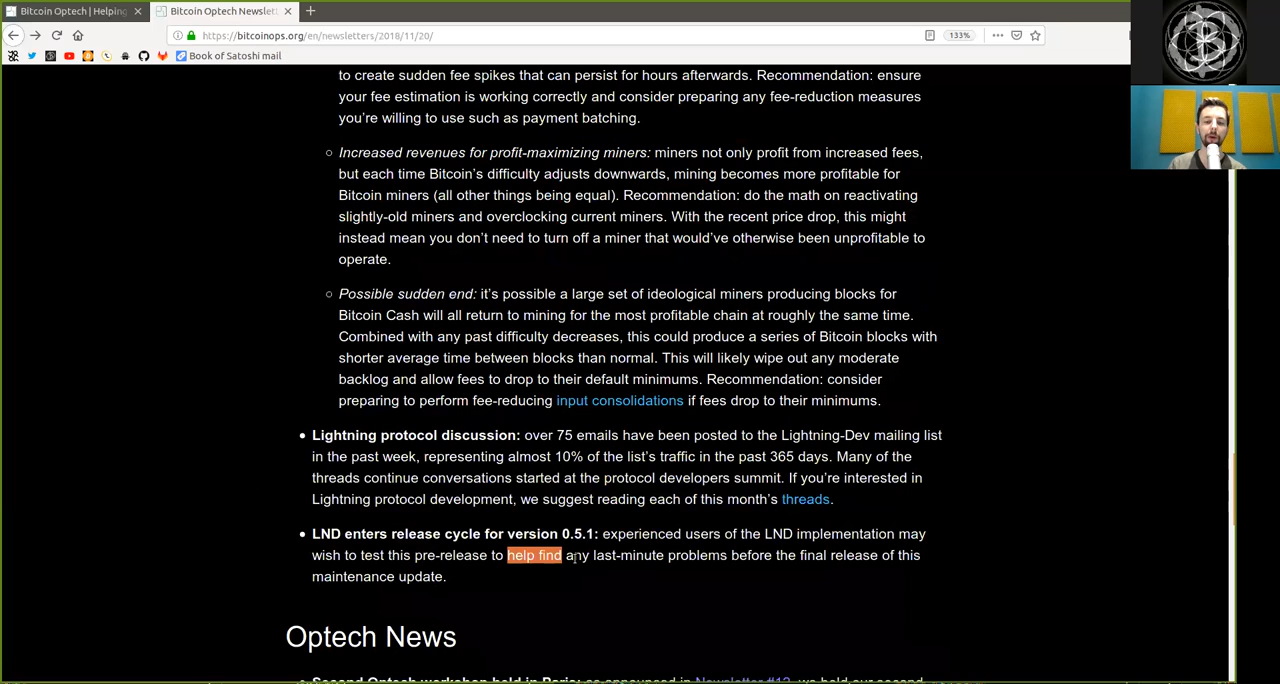 Bitcoin Optech | Helping
Bitcoin Optech Newslett
https://bitcoinops.org/en/newsletters/2018/11/20/
133%
Book of Satoshi mail
to create sudden fee spikes that can persist for hours afterwards. Recommendation: ensure
your fee estimation is working correctly and consider preparing any fee-reduction measures
you're willing to use such as payment batching.
Increased revenues for profit-maximizing miners: miners not only profit from increased fees,
but each time Bitcoin's difficulty adjusts downwards, mining becomes more profitable for
Bitcoin miners (all other things being equal). Recommendation: do the math on reactivating
slightly-old miners and overclocking current miners. With the recent price drop, this might
instead mean you don't need to turn off a miner that would've otherwise been unprofitable to
operate.
Possible sudden end: it's possible a large set of ideological miners producing blocks for
Bitcoin Cash will all return to mining for the most profitable chain at roughly the same time.
Combined with any past difficulty decreases, this could produce a series of Bitcoin blocks with
shorter average time between blocks than normal. This will likely wipe out any moderate
backlog and allow fees to drop to their default minimums. Recommendation: consider
preparing to perform fee-reducing input consolidations if fees drop to their minimums.
Lightning protocol discussion: over 75 emails have been posted to the Lightning-Dev mailing list
in the past week, representing almost 10% of the list's traffic in the past 365 days. Many of the
threads continue conversations started at the protocol developers summit. If you're interested in
Lightning protocol development, we suggest reading each of this month's threads.
LND enters release cycle for version 0.5.1: experienced users of the LND implementation may
wish to test this pre-release to help find any last-minute problems before the final release of this
maintenance update.
Optech News
Second Optech workshop held in Paris: as announced in Newsletter #12, we held our second